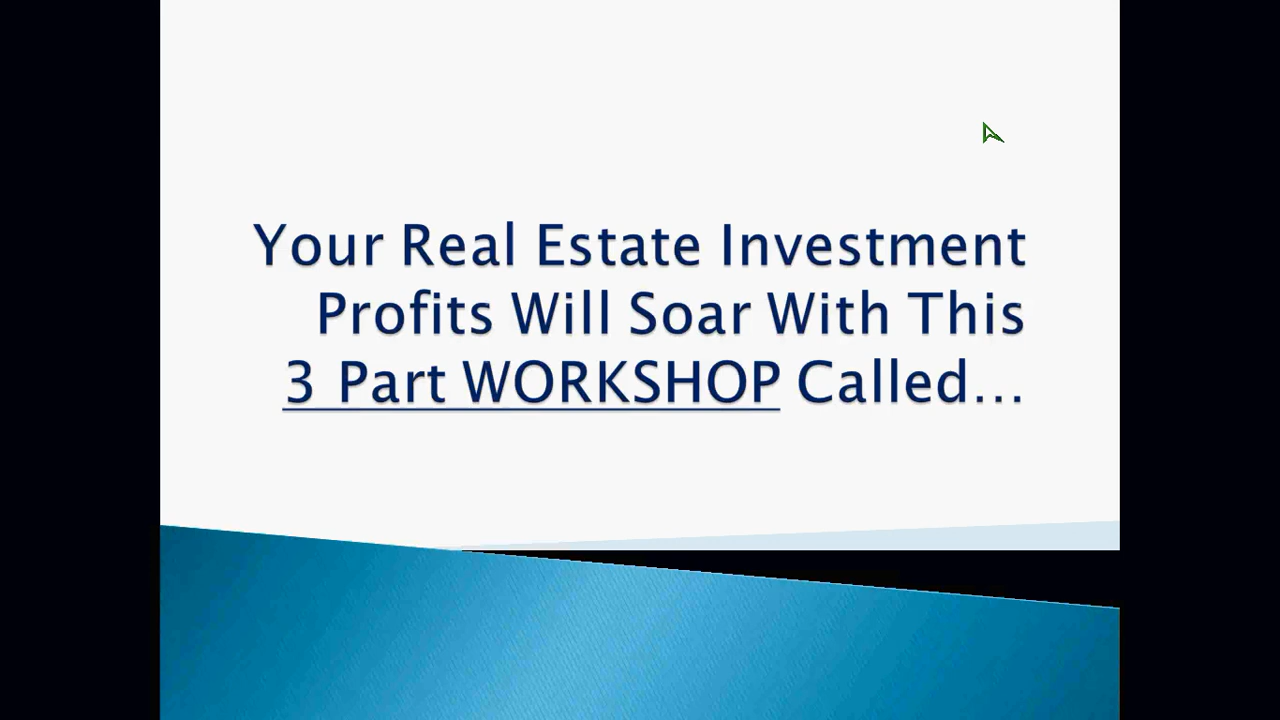 Your Real Estate Investment
Profits Will Soar With This
3 Part WORKSHOP Called...